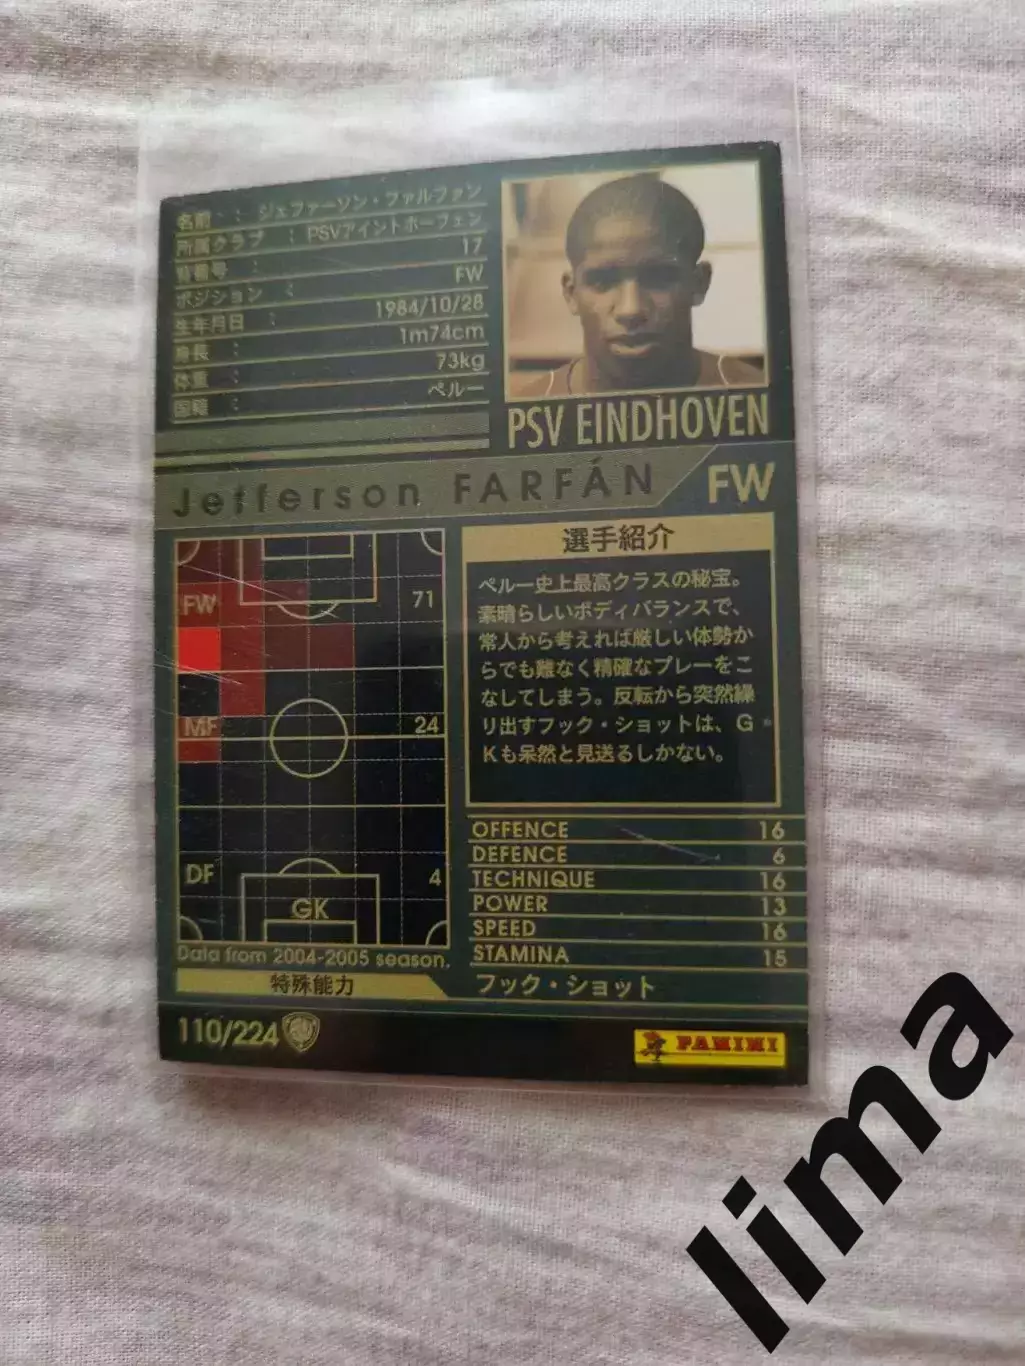 名前 : ジェファーソン・ファルファン
所属クラブ : PSVアイントホーフェン
背番号 : 17
ポジション : FW
生年月日 : 1984/10/28
身長 : 1m74cm
体重 : 73kg
国籍 : ペルー
PSV EINDHOVEN
Jefferson FARFÁN FW
FW 71
MF 24
DF 4
GK
Data from 2004-2005 season.
選手紹介
ペルー史上最高クラスの秘宝。
素晴らしいボディバランスで、
常人から考えれば厳しい体勢か
らでも難なく精確なプレーをこ
なしてしまう。反転から突然繰
り出すフック・ショットは、G
Kも呆然と見送るしかない。
OFFENCE 16
DEFENCE 6
TECHNIQUE 16
POWER 13
SPEED 16
STAMINA 15
特殊能力 フック・ショット
110/224
PANINI
lima